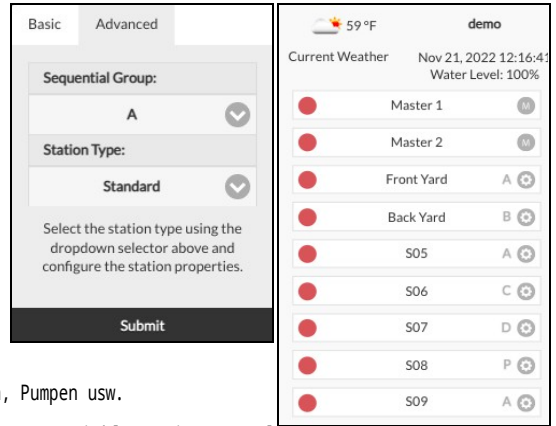 Basic Advanced
Sequential Group:
A
Station Type:
Standard
Select the station type using the
dropdown selector above and
configure the station properties.
Submit
, Pumpen usw.
59 °F demo
Current Weather Nov 21, 2022 12:16:41
Water Level: 100%
Master 1 M
Master 2 M
Front Yard A
Back Yard B
S05 A
S06 C
S07 D
S08 P
S09 A